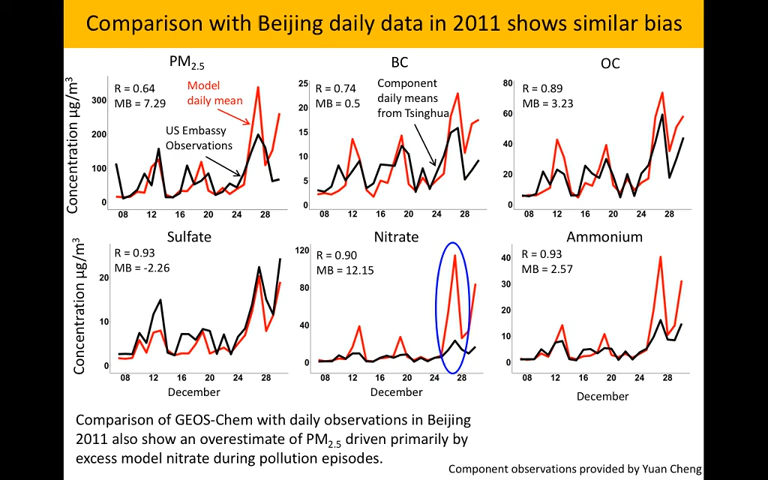 Comparison with Beijing daily data in 2011 shows similar bias
PM2.5
BC
OC
Concentration µg/m³
R = 0.64
MB = 7.29
Model
daily mean
US Embassy
Observations
300
200
100
0
08 12 16 20 24 28
R = 0.74
MB = 0.5
Component
daily means
from Tsinghua
25
20
15
10
5
0
08 12 16 20 24 28
R = 0.89
MB = 3.23
80
60
40
20
0
08 12 16 20 24 28
Sulfate
Nitrate
Ammonium
Concentration µg/m³
R = 0.93
MB = -2.26
20
10
0
08 12 16 20 24 28
December
R = 0.90
MB = 12.15
120
80
40
0
08 12 16 20 24 28
December
R = 0.93
MB = 2.57
40
30
20
10
0
08 12 16 20 24 28
December
Comparison of GEOS-Chem with daily observations in Beijing
2011 also show an overestimate of PM2.5 driven primarily by
excess model nitrate during pollution episodes.
Component observations provided by Yuan Cheng